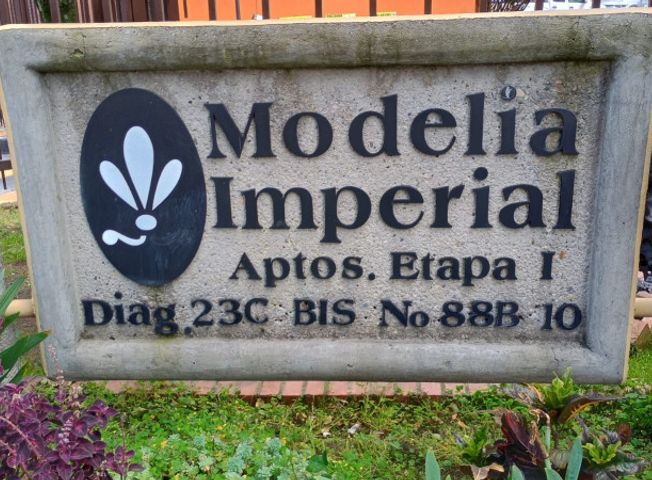 Modelia
Imperial
Aptos. Etapa I
Diag. 23C BIS No 88B 10